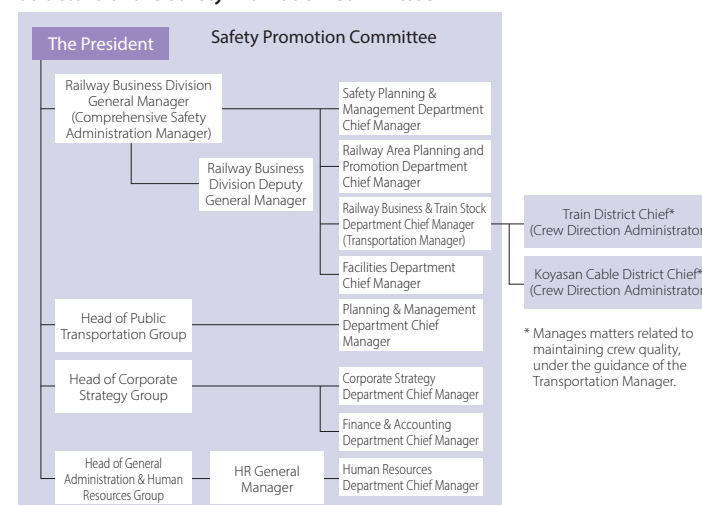 The President
Safety Promotion Committee
Railway Business Division
General Manager
(Comprehensive Safety
Administration Manager)
Railway Business
Division Deputy
General Manager
Safety Planning &
Management Department
Chief Manager
Railway Area Planning and
Promotion Department
Chief Manager
Railway Business & Train Stock
Department Chief Manager
(Transportation Manager)
Facilities Department
Chief Manager
Train District Chief*
(Crew Direction Administrator
Koyasan Cable District Chief*
(Crew Direction Administrator
* Manages matters related to
maintaining crew quality,
under the guidance of the
Transportation Manager.
Head of Public
Transportation Group
Planning & Management
Department Chief
Manager
Head of Corporate
Strategy Group
Corporate Strategy
Department Chief Manager
Finance & Accounting
Department Chief Manager
Head of General
Administration & Human
Resources Group
HR General
Manager
Human Resources
Department Chief Manager